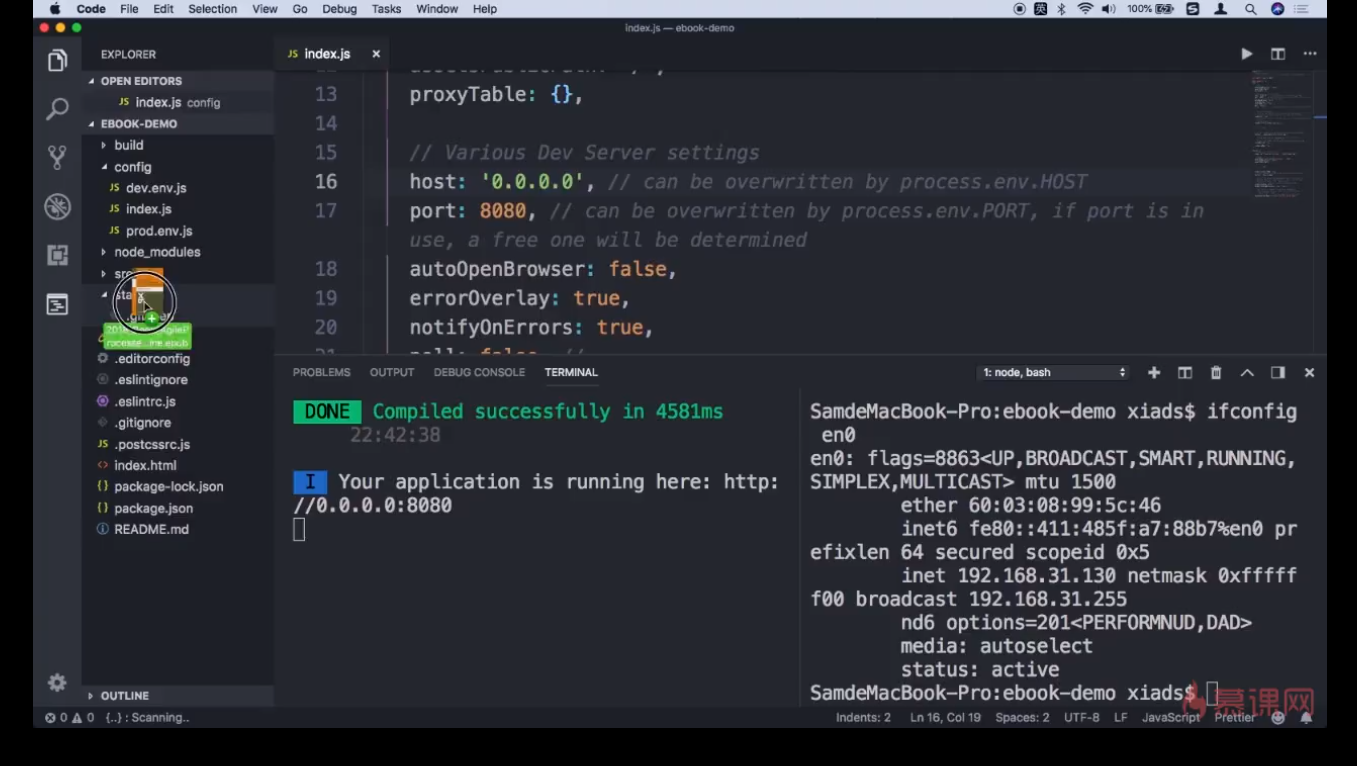 Code File Edit Selection View Go Debug Tasks Window Help 英 100%
index.js — ebook-demo
EXPLORER
JS index.js
OPEN EDITORS
JS index.js config
EBOOK-DEMO
build
config
JS dev.env.js
JS index.js
JS prod.env.js
node_modules
.editorconfig
.eslintignore
.eslintrc.js
.gitignore
JS .postcssrc.js
index.html
package-lock.json
package.json
README.md
OUTLINE
13 proxyTable: {},
14
15 // Various Dev Server settings
16 host: '0.0.0.0', // can be overwritten by process.env.HOST
17 port: 8080, // can be overwritten by process.env.PORT, if port is in
use, a free one will be determined
18 autoOpenBrowser: false,
19 errorOverlay: true,
20 notifyOnErrors: true,
PROBLEMS OUTPUT DEBUG CONSOLE TERMINAL 1: node, bash
DONE Compiled successfully in 4581ms
22:42:38
I Your application is running here: http:
//0.0.0.0:8080
SamdeMacBook-Pro:ebook-demo xiads$ ifconfig
en0
en0: flags=8863<UP,BROADCAST,SMART,RUNNING,
SIMPLEX,MULTICAST> mtu 1500
ether 60:03:08:99:5c:46
inet6 fe80::411:485f:a7:88b7%en0 pr
efixlen 64 secured scopeid 0x5
inet 192.168.31.130 netmask 0xfffff
f00 broadcast 192.168.31.255
nd6 options=201<PERFORMNUD,DAD>
media: autoselect
status: active
SamdeMacBook-Pro:ebook-demo xiads$
慕课网
0 0 {..} : Scanning.. Indents: 2 Ln 16, Col 19 Spaces: 2 UTF-8 LF JavaScript Prettier